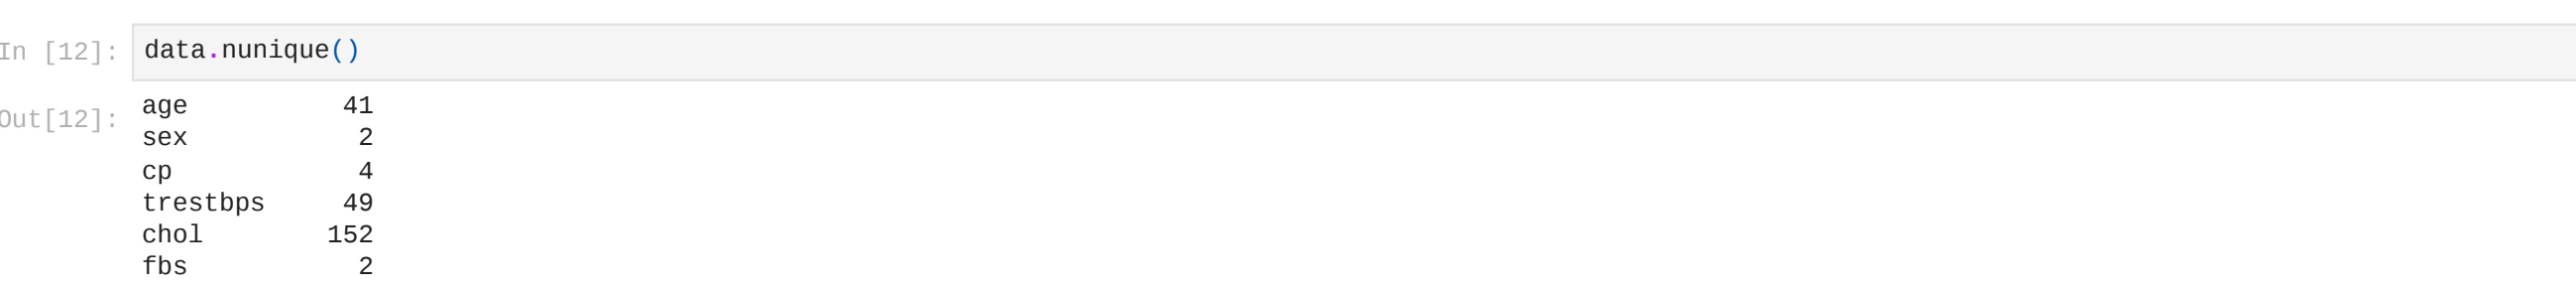 In [12]: data.nunique()
Out[12]:
age 41
sex 2
cp 4
trestbps 49
chol 152
fbs 2